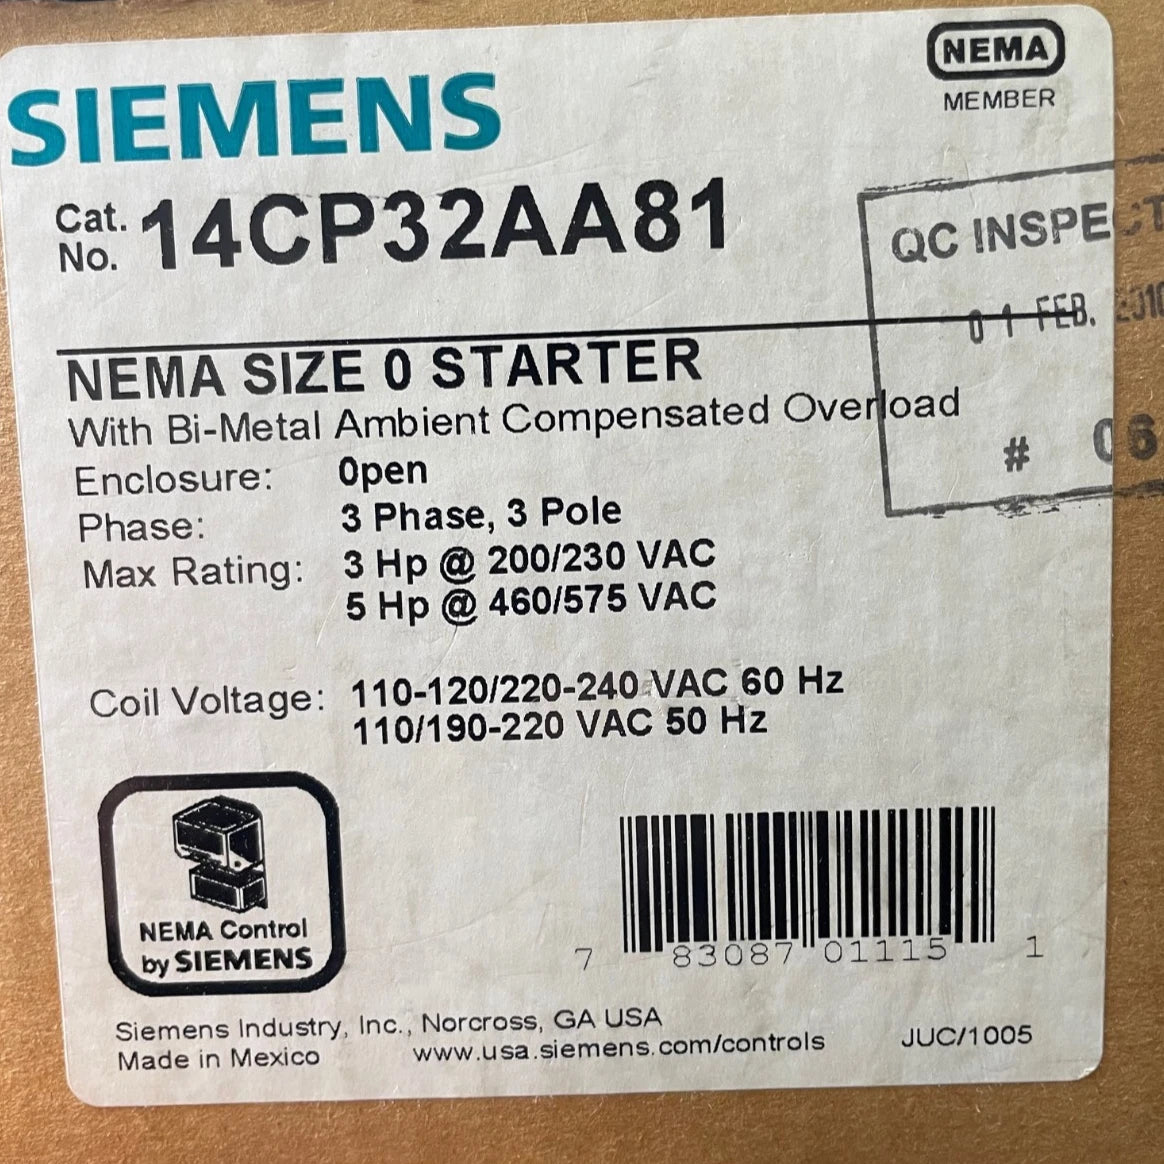 NEMA
MEMBER
SIEMENS
Cat. No. 14CP32AA81
QC INSPECT
01 FEB. 2010
# 06
NEMA SIZE 0 STARTER
With Bi-Metal Ambient Compensated Overload
Enclosure: Open
Phase: 3 Phase, 3 Pole
Max Rating: 3 Hp @ 200/230 VAC
5 Hp @ 460/575 VAC
Coil Voltage: 110-120/220-240 VAC 60 Hz
110/190-220 VAC 50 Hz
NEMA Control
by SIEMENS
7 83087 01115 1
Siemens Industry, Inc., Norcross, GA USA
Made in Mexico www.usa.siemens.com/controls JUC/1005